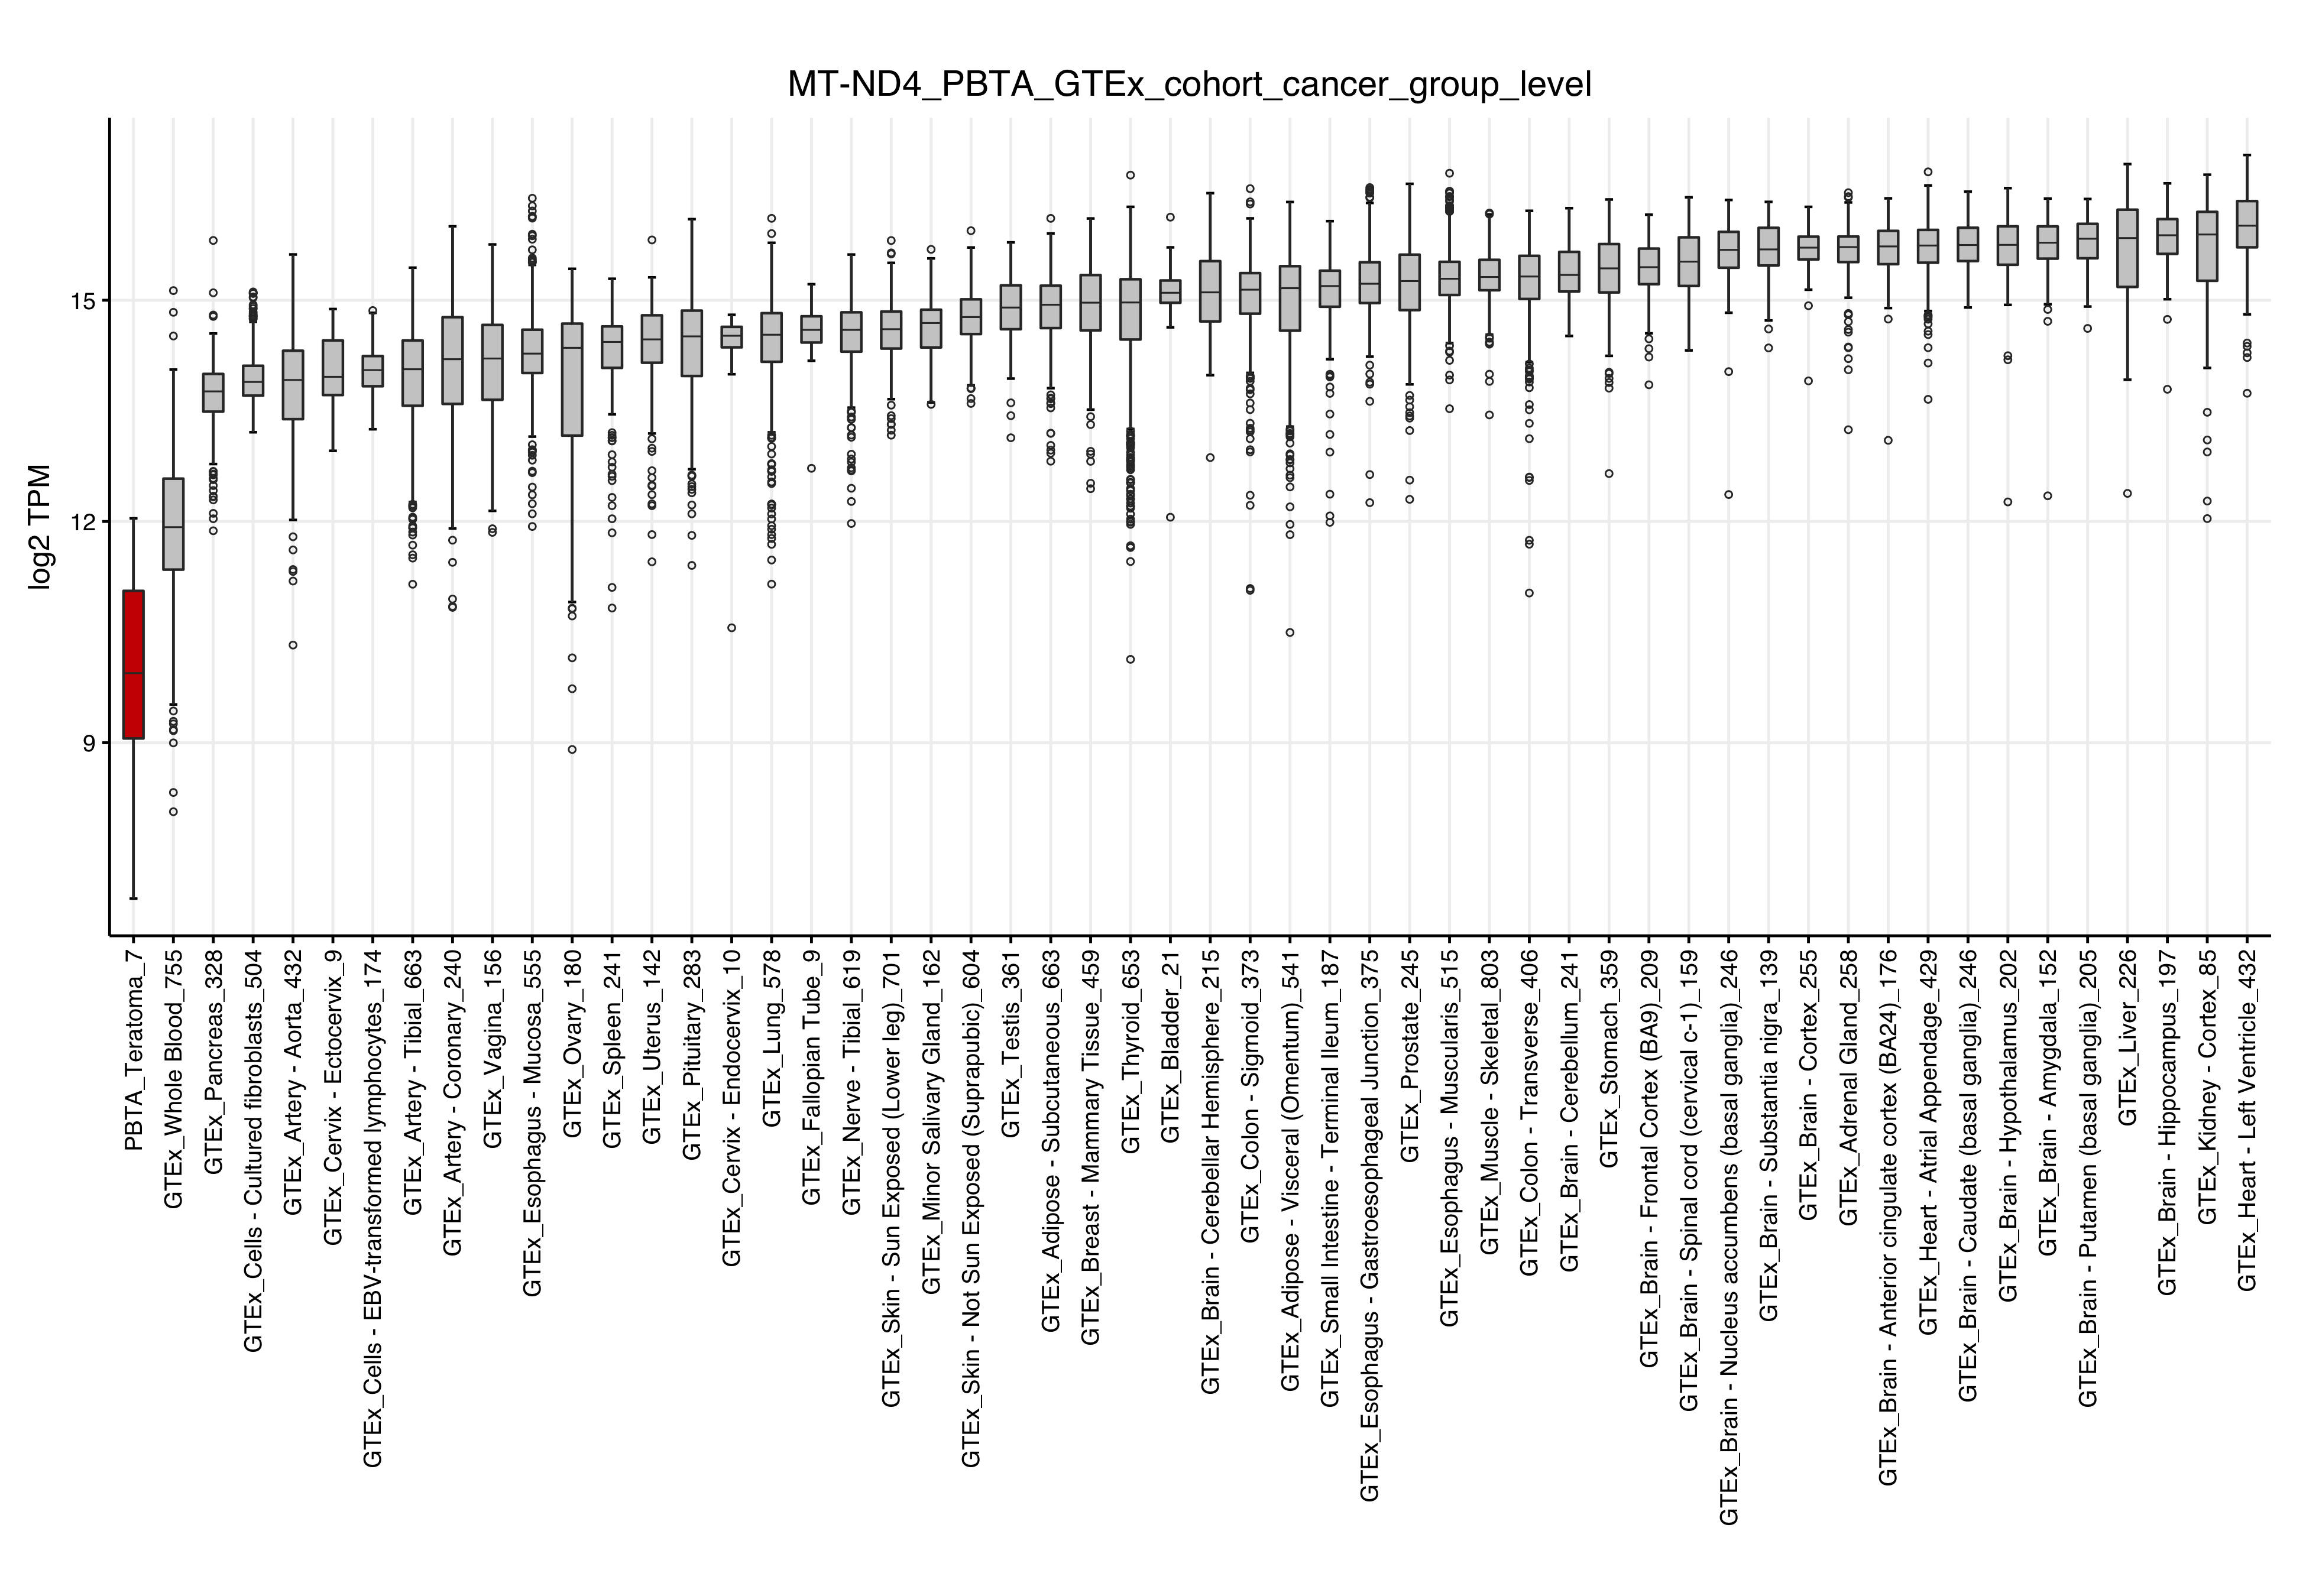 MT-ND4_PBTA_GTEx_cohort_cancer_group_level
log2 TPM
15
12
9
PBTA_Teratoma_7
GTEx_Whole Blood_755
GTEx_Pancreas_328
GTEx_Cells - Cultured fibroblasts_504
GTEx_Artery - Aorta_432
GTEx_Cervix - Ectocervix_9
GTEx_Cells - EBV-transformed lymphocytes_174
GTEx_Artery - Tibial_663
GTEx_Artery - Coronary_240
GTEx_Vagina_156
GTEx_Esophagus - Mucosa_555
GTEx_Ovary_180
GTEx_Spleen_241
GTEx_Uterus_142
GTEx_Pituitary_283
GTEx_Cervix - Endocervix_10
GTEx_Lung_578
GTEx_Fallopian Tube_9
GTEx_Nerve - Tibial_619
GTEx_Skin - Sun Exposed (Lower leg)_701
GTEx_Minor Salivary Gland_162
GTEx_Skin - Not Sun Exposed (Suprapubic)_604
GTEx_Testis_361
GTEx_Adipose - Subcutaneous_663
GTEx_Breast - Mammary Tissue_459
GTEx_Thyroid_653
GTEx_Bladder_21
GTEx_Brain - Cerebellar Hemisphere_215
GTEx_Colon - Sigmoid_373
GTEx_Adipose - Visceral (Omentum)_541
GTEx_Small Intestine - Terminal Ileum_187
GTEx_Esophagus - Gastroesophageal Junction_375
GTEx_Prostate_245
GTEx_Esophagus - Muscularis_515
GTEx_Muscle - Skeletal_803
GTEx_Colon - Transverse_406
GTEx_Brain - Cerebellum_241
GTEx_Stomach_359
GTEx_Brain - Frontal Cortex (BA9)_209
GTEx_Brain - Spinal cord (cervical c-1)_159
GTEx_Brain - Nucleus accumbens (basal ganglia)_246
GTEx_Brain - Substantia nigra_139
GTEx_Brain - Cortex_255
GTEx_Adrenal Gland_258
GTEx_Brain - Anterior cingulate cortex (BA24)_176
GTEx_Heart - Atrial Appendage_429
GTEx_Brain - Caudate (basal ganglia)_246
GTEx_Brain - Hypothalamus_202
GTEx_Brain - Amygdala_152
GTEx_Brain - Putamen (basal ganglia)_205
GTEx_Liver_226
GTEx_Brain - Hippocampus_197
GTEx_Kidney - Cortex_85
GTEx_Heart - Left Ventricle_432